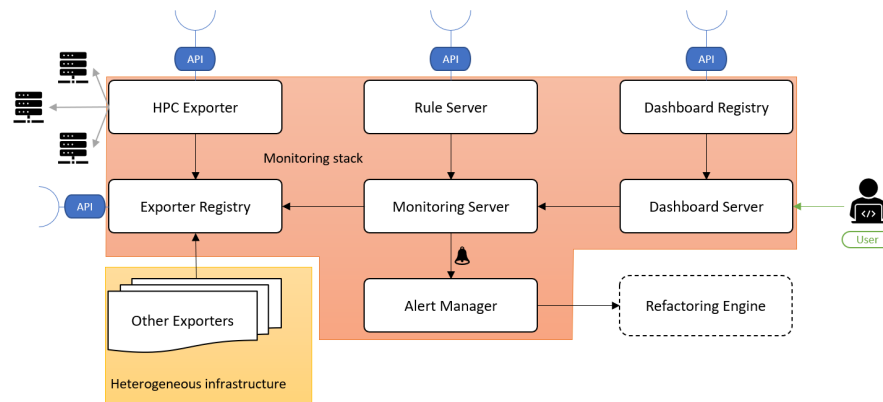 API
API
API
HPC Exporter
Rule Server
Dashboard Registry
Monitoring stack
API
Exporter Registry
Monitoring Server
Dashboard Server
</>
User
Other Exporters
Alert Manager
Refactoring Engine
Heterogeneous infrastructure